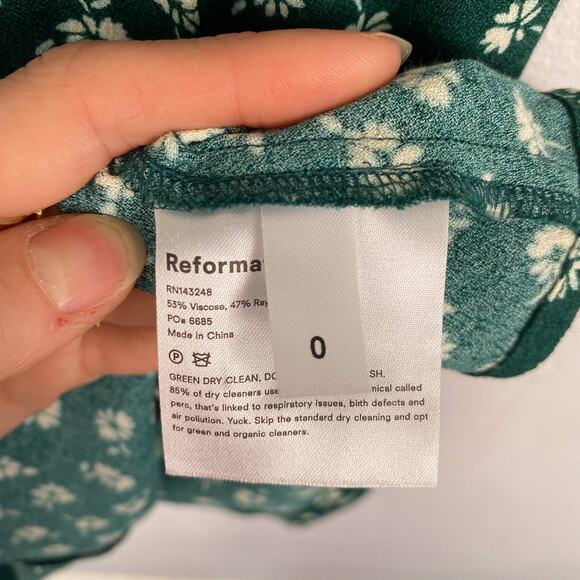 Reforma
RN143248
53% Viscose, 47% Ray
PO# 6685
Made in China
P
0
GREEN DRY CLEAN, DO SH.
85% of dry cleaners use mical called
perc, that's linked to respiratory issues, birth defects and
air pollution. Yuck. Skip the standard dry cleaning and opt
for green and organic cleaners.